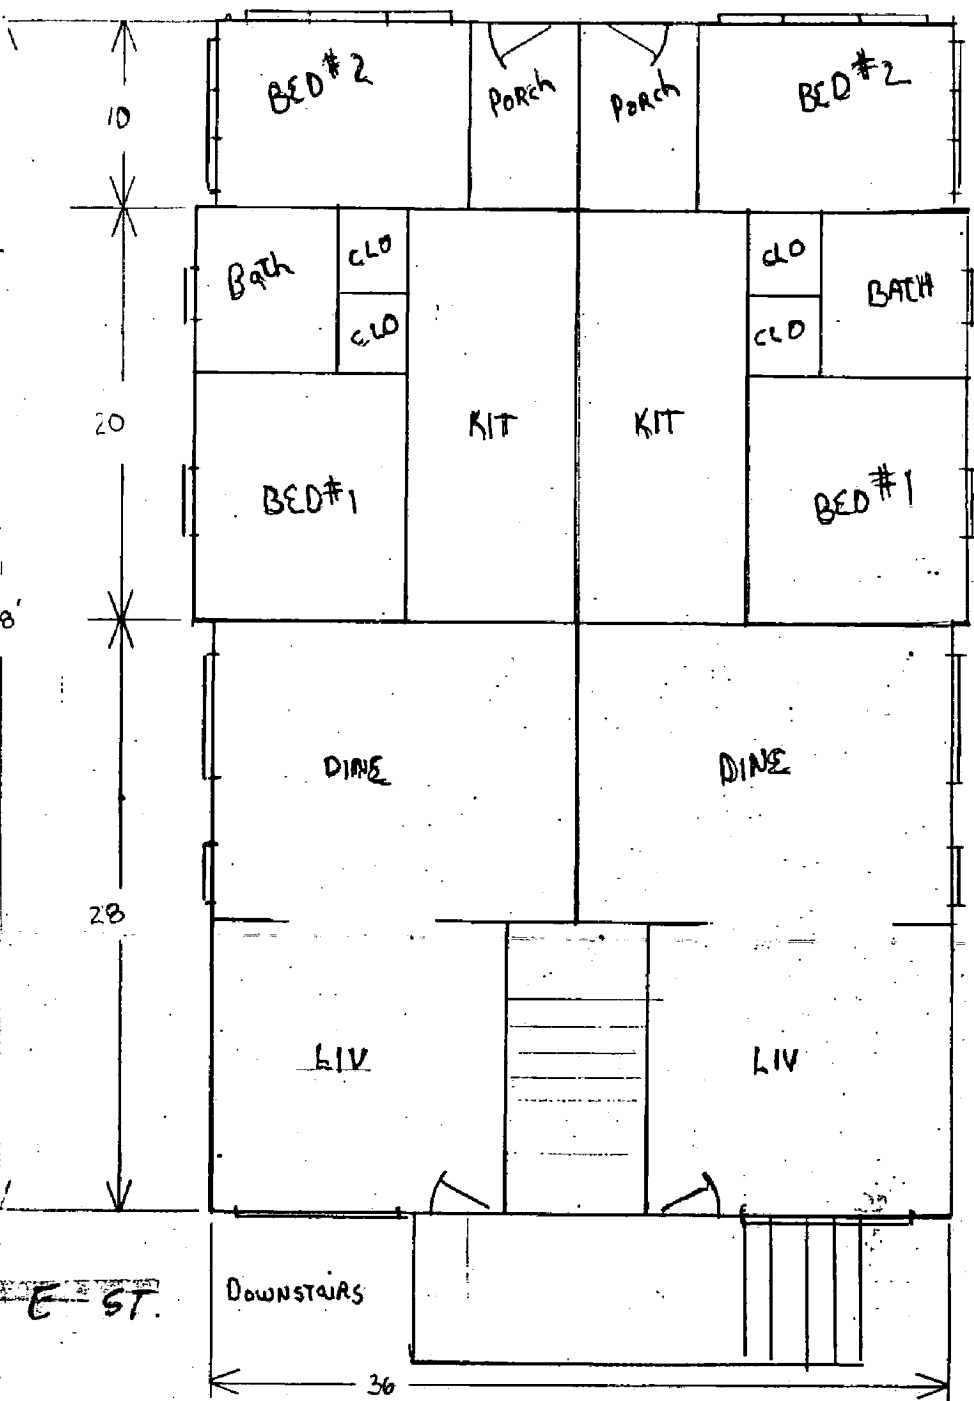 BED #2
PORCh
PORCh
BED #2
10
Bath
CLO
CLO
BATH
CLO
CLO
20
KIT
KIT
BED #1
BED #1
8'
DINE
DINE
28
LIV
LIV
E ST.
DOWNSTAIRS
36